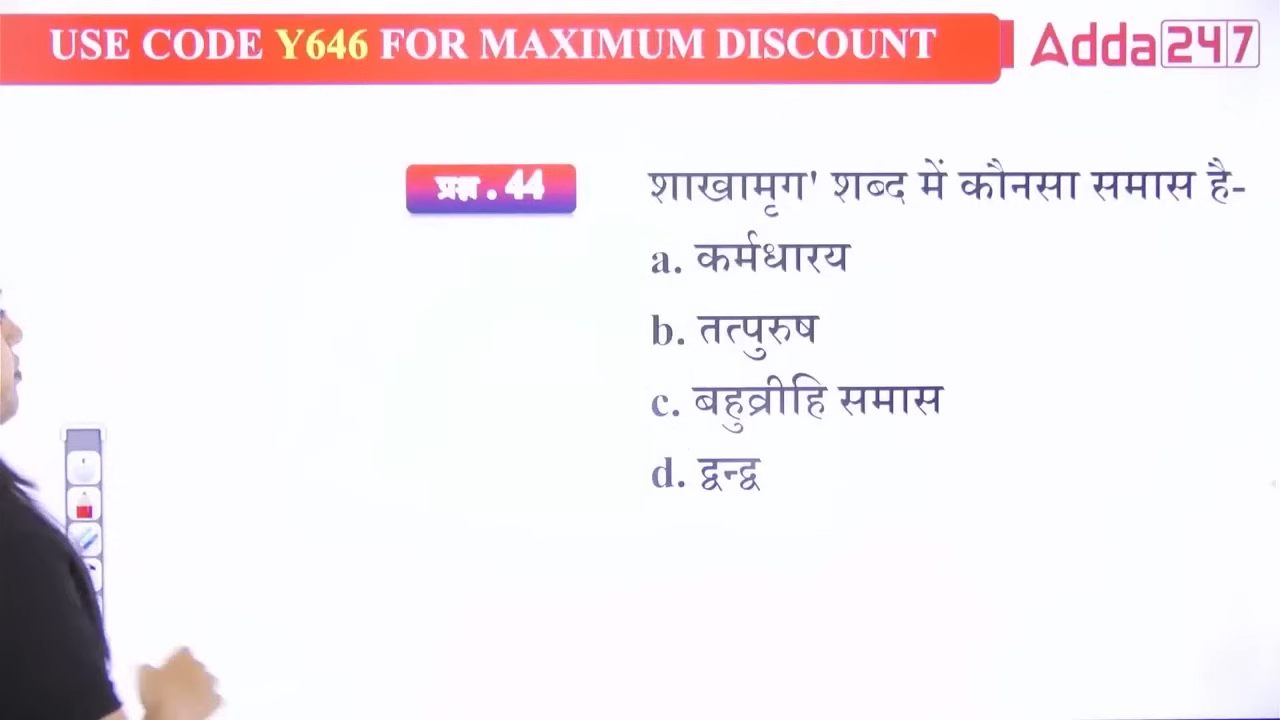 USE CODE Y646 FOR MAXIMUM DISCOUNT
Adda247
प्रश्न . 44
शाखामृग' शब्द में कौनसा समास है-
a. कर्मधारय
b. तत्पुरुष
c. बहुव्रीहि समास
d. द्वन्द्व